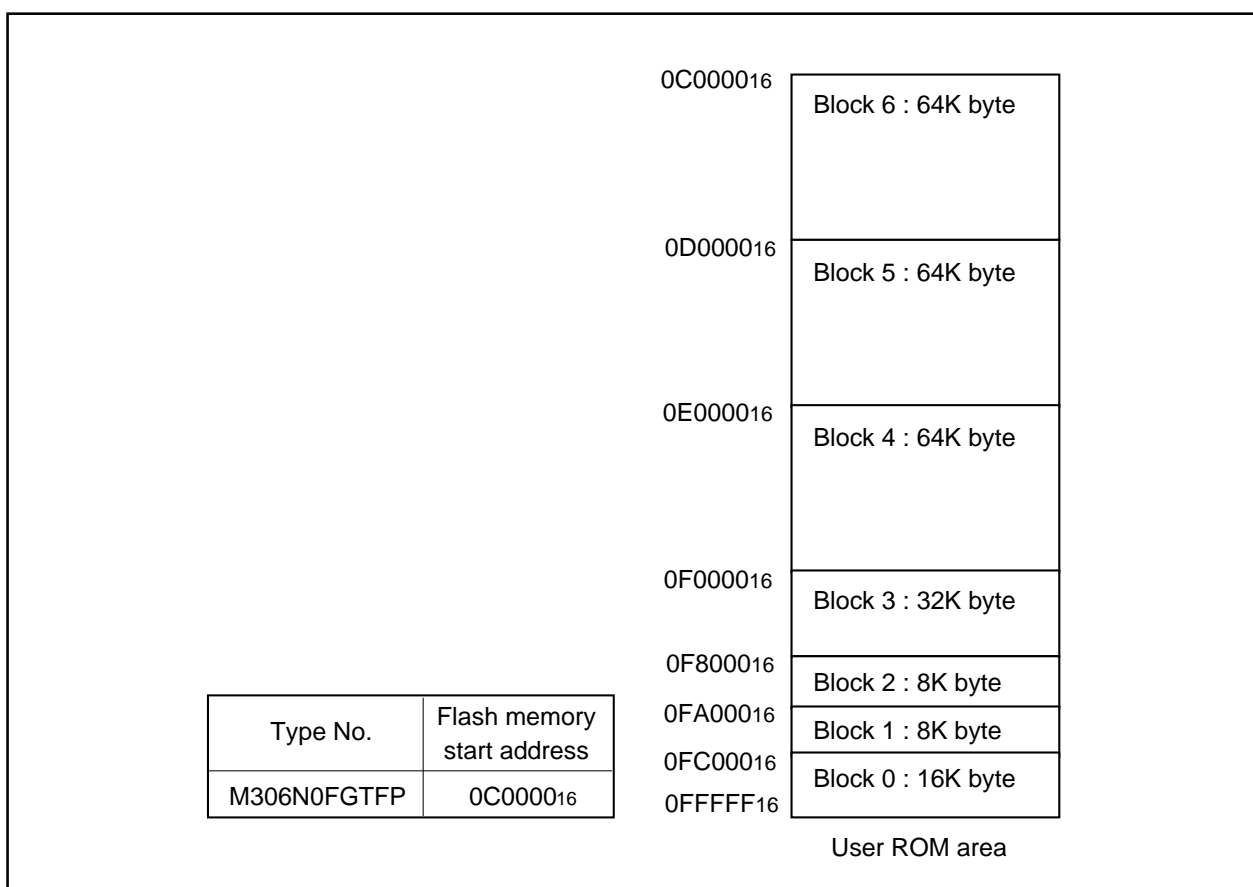 0C000016
Block 6 : 64K byte
0D000016
Block 5 : 64K byte
0E000016
Block 4 : 64K byte
0F000016
Block 3 : 32K byte
0F800016
Block 2 : 8K byte
0FA00016
Block 1 : 8K byte
0FC00016
Block 0 : 16K byte
0FFFFF16
User ROM area
Type No.
Flash memory
start address
M306N0FGTFP
0C000016